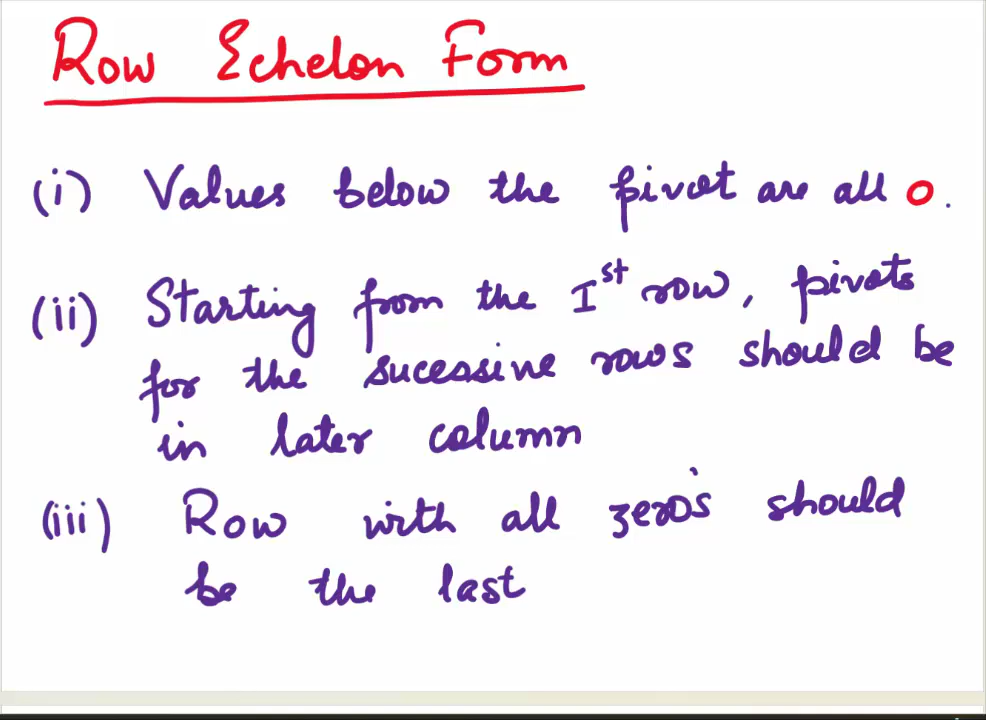 Row Echelon Form
(i) Values below the pivot are all 0.
(ii) Starting from the Ist row, pivots
for the sucessive rows should be
in later column
(iii) Row with all zero's should
be the last